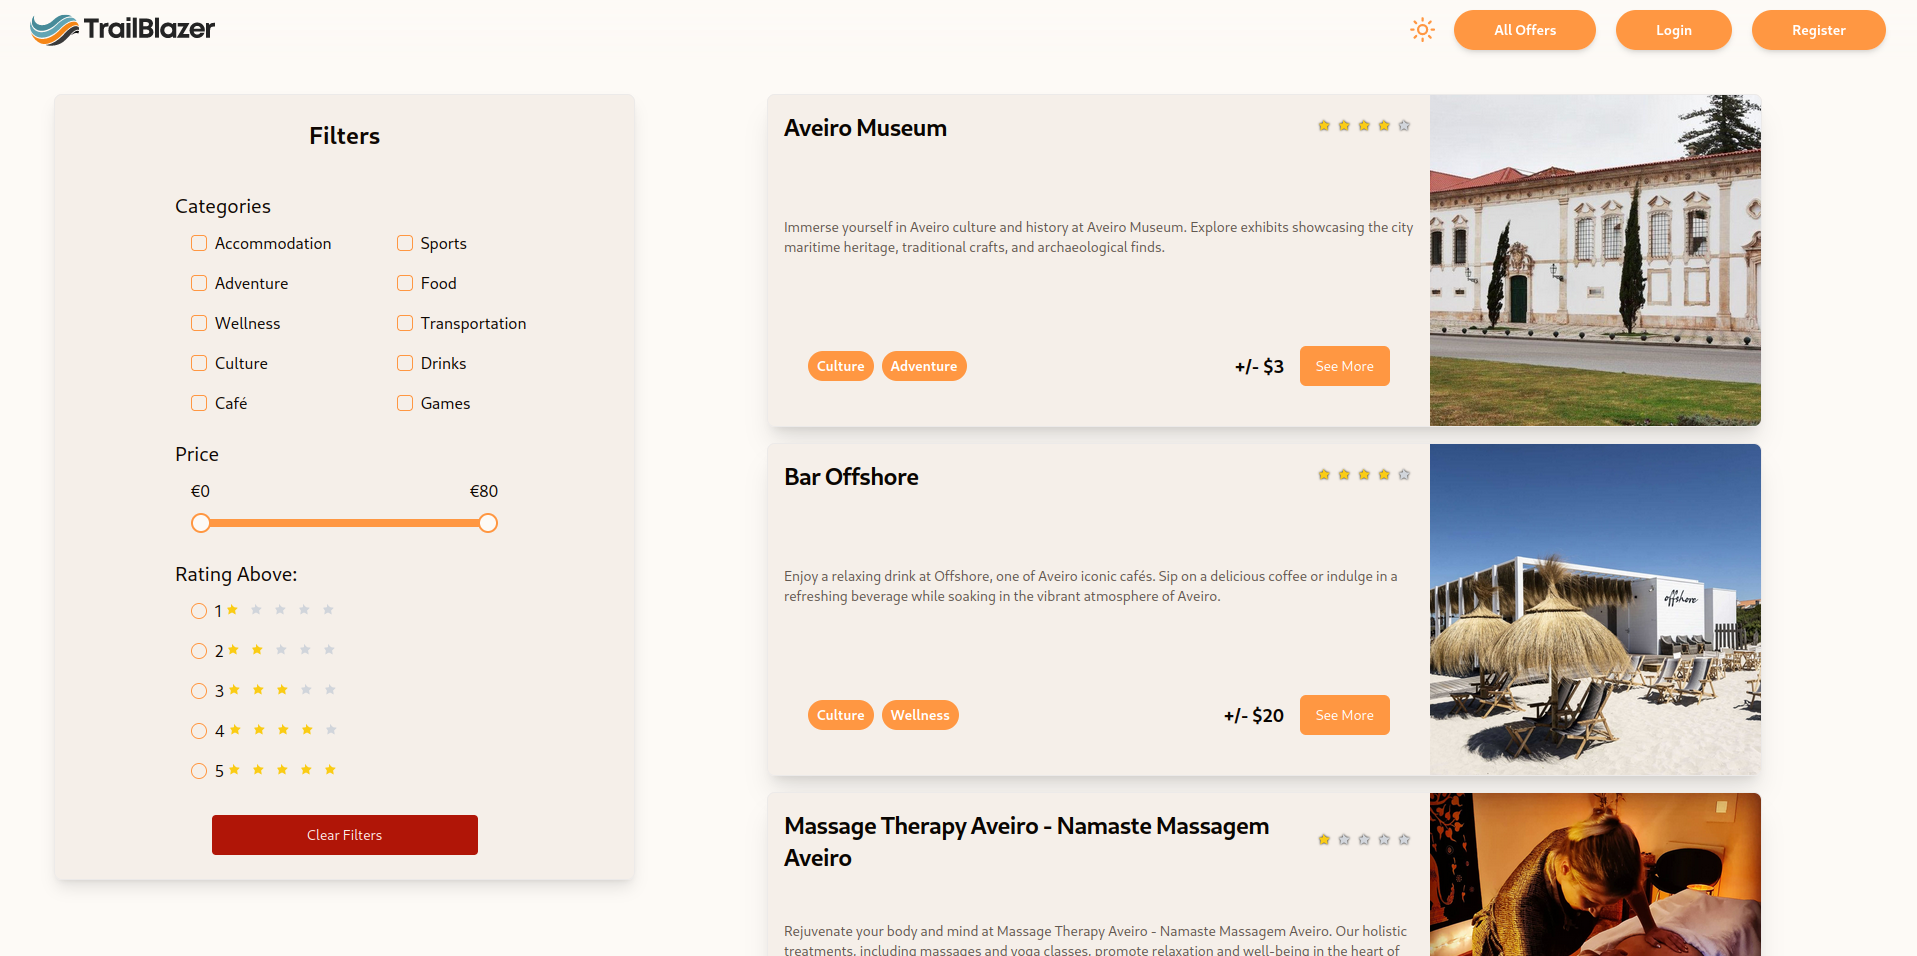 TrailBlazer
All Offers
Login
Register
Filters
Categories
Accommodation
Sports
Adventure
Food
Wellness
Transportation
Culture
Drinks
Café
Games
Price
€0
€80
Rating Above:
1
2
3
4
5
Clear Filters
Aveiro Museum
Immerse yourself in Aveiro culture and history at Aveiro Museum. Explore exhibits showcasing the city
maritime heritage, traditional crafts, and archaeological finds.
Culture
Adventure
+/- $3
See More
Bar Offshore
Enjoy a relaxing drink at Offshore, one of Aveiro iconic cafés. Sip on a delicious coffee or indulge in a
refreshing beverage while soaking in the vibrant atmosphere of Aveiro.
Culture
Wellness
+/- $20
See More
offshore
Massage Therapy Aveiro - Namaste Massagem
Aveiro
Rejuvenate your body and mind at Massage Therapy Aveiro - Namaste Massagem Aveiro. Our holistic
treatments, including massages and yoga classes, promote relaxation and well-being in the heart of